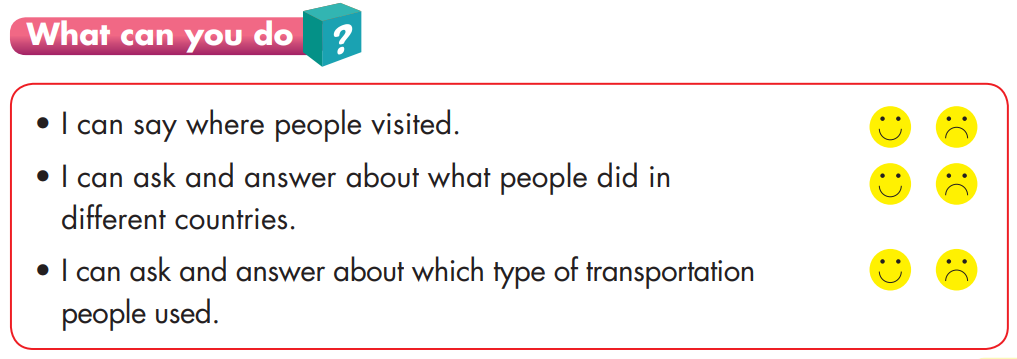 What can you do ?
• I can say where people visited.
• I can ask and answer about what people did in
different countries.
• I can ask and answer about which type of transportation
people used.